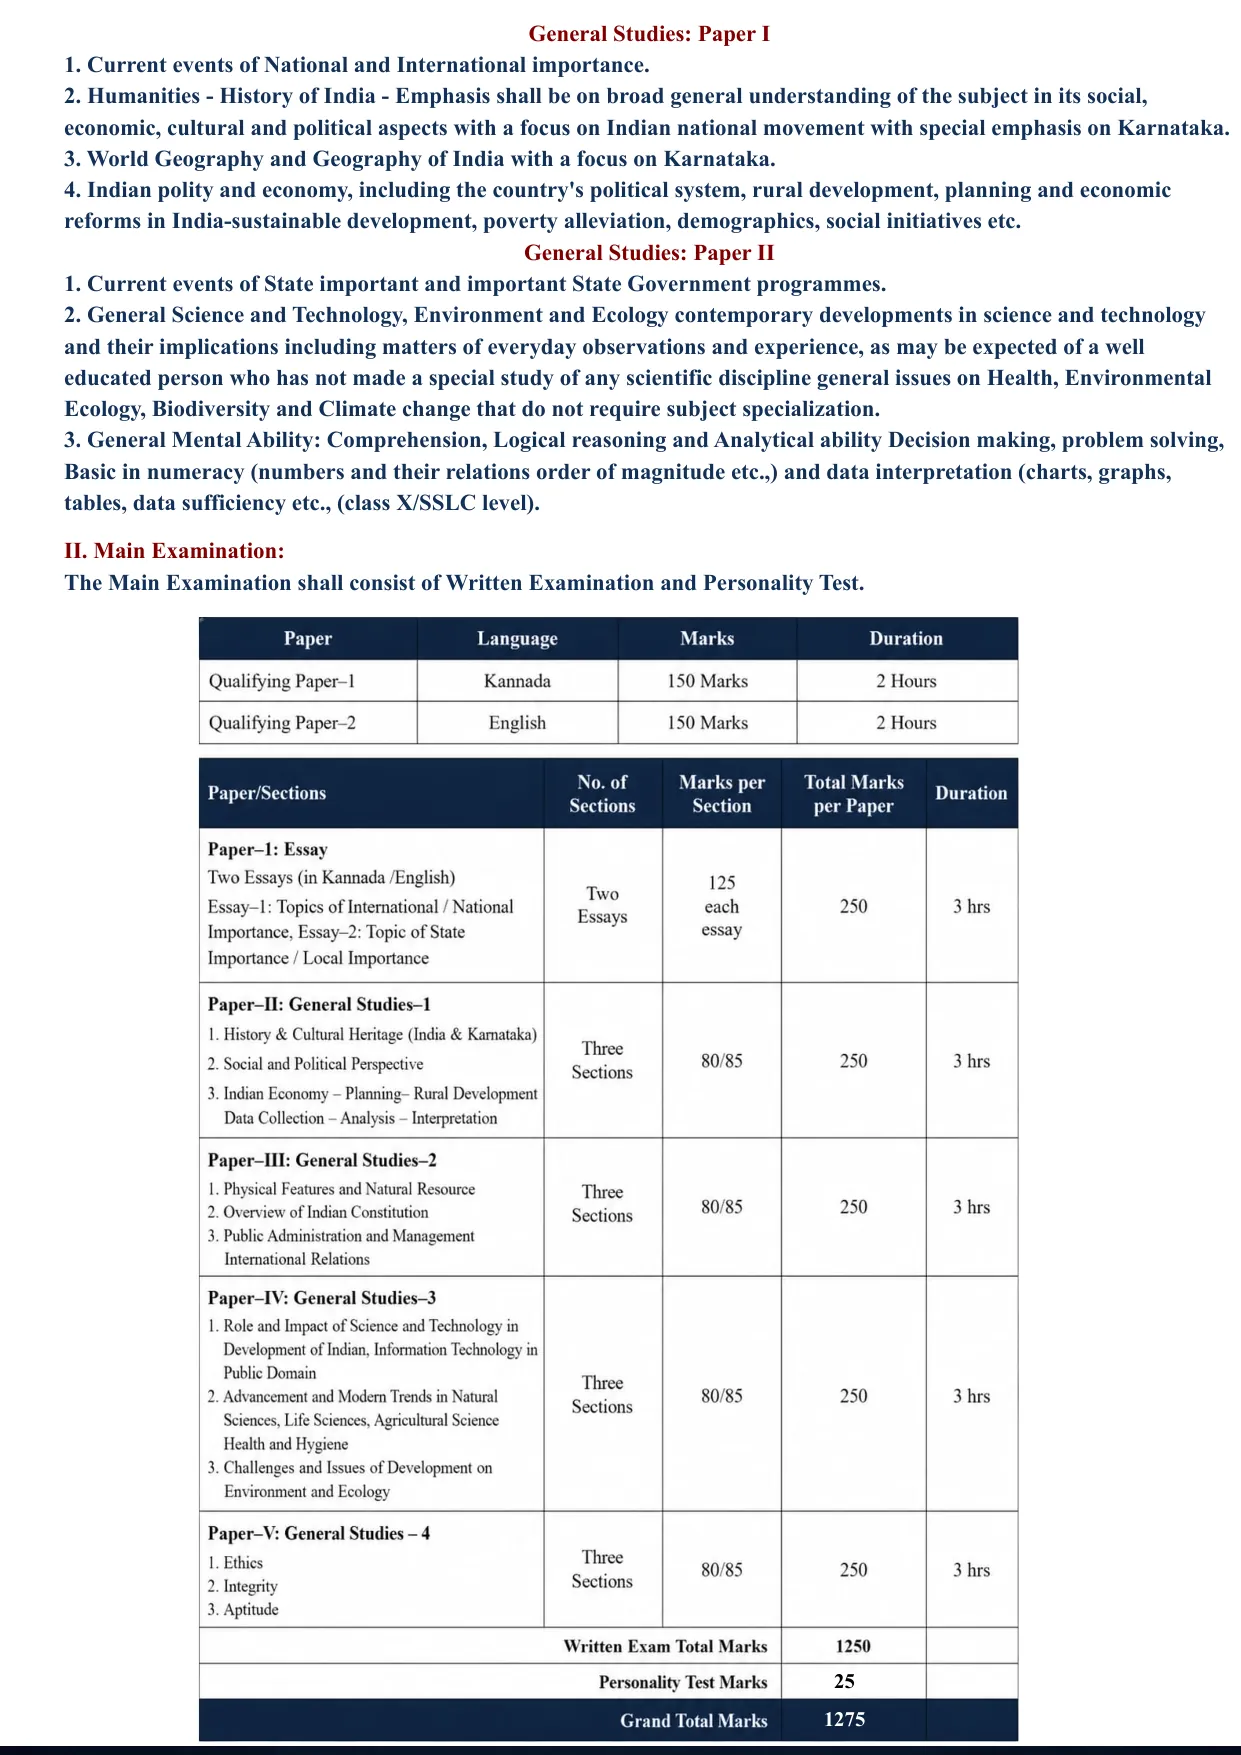 General Studies: Paper I
1. Current events of National and International importance.
2. Humanities - History of India - Emphasis shall be on broad general understanding of the subject in its social,
economic, cultural and political aspects with a focus on Indian national movement with special emphasis on Karnataka.
3. World Geography and Geography of India with a focus on Karnataka.
4. Indian polity and economy, including the country's political system, rural development, planning and economic
reforms in India-sustainable development, poverty alleviation, demographics, social initiatives etc.
General Studies: Paper II
1. Current events of State important and important State Government programmes.
2. General Science and Technology, Environment and Ecology contemporary developments in science and technology
and their implications including matters of everyday observations and experience, as may be expected of a well
educated person who has not made a special study of any scientific discipline general issues on Health, Environmental
Ecology, Biodiversity and Climate change that do not require subject specialization.
3. General Mental Ability: Comprehension, Logical reasoning and Analytical ability Decision making, problem solving,
Basic in numeracy (numbers and their relations order of magnitude etc.,) and data interpretation (charts, graphs,
tables, data sufficiency etc., (class X/SSLC level).
II. Main Examination:
The Main Examination shall consist of Written Examination and Personality Test.
Paper Language Marks Duration
Qualifying Paper–1 Kannada 150 Marks 2 Hours
Qualifying Paper–2 English 150 Marks 2 Hours
Paper/Sections
No. of
Sections
Marks per
Section
Total Marks
per Paper
Duration
Paper–1: Essay
Two Essays (in Kannada /English)
Essay–1: Topics of International / National
Importance, Essay–2: Topic of State
Importance / Local Importance
Two
Essays
125
each
essay
250
3 hrs
Paper–II: General Studies–1
1. History & Cultural Heritage (India & Karnataka)
2. Social and Political Perspective
3. Indian Economy – Planning– Rural Development
Data Collection – Analysis – Interpretation
Three
Sections
80/85
250
3 hrs
Paper–III: General Studies–2
1. Physical Features and Natural Resource
2. Overview of Indian Constitution
3. Public Administration and Management
International Relations
Three
Sections
80/85
250
3 hrs
Paper–IV: General Studies–3
1. Role and Impact of Science and Technology in
Development of Indian, Information Technology in
Public Domain
2. Advancement and Modern Trends in Natural
Sciences, Life Sciences, Agricultural Science
Health and Hygiene
3. Challenges and Issues of Development on
Environment and Ecology
Three
Sections
80/85
250
3 hrs
Paper–V: General Studies – 4
1. Ethics
2. Integrity
3. Aptitude
Three
Sections
80/85
250
3 hrs
Written Exam Total Marks 1250
Personality Test Marks 25
Grand Total Marks 1275